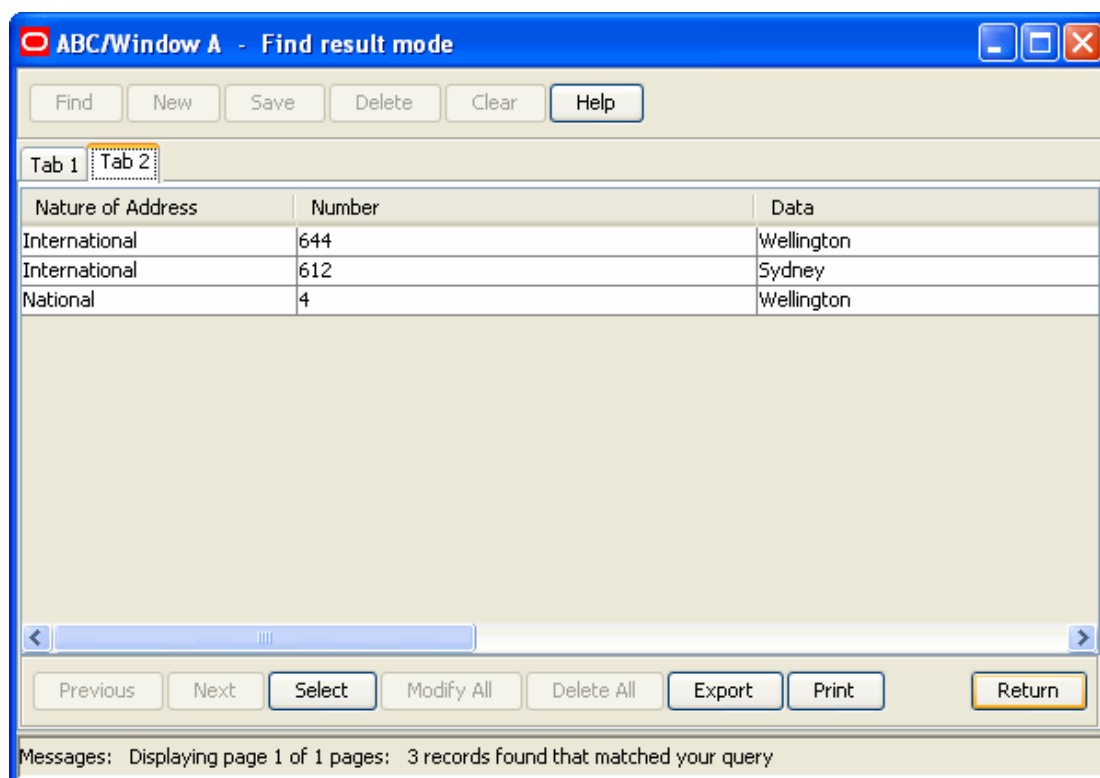 ABC/Window A - Find result mode
Find New Save Delete Clear Help
Tab 1 Tab 2
Nature of Address Number Data
International 644 Wellington
International 612 Sydney
National 4 Wellington
Previous Next Select Modify All Delete All Export Print Return
Messages: Displaying page 1 of 1 pages: 3 records found that matched your query